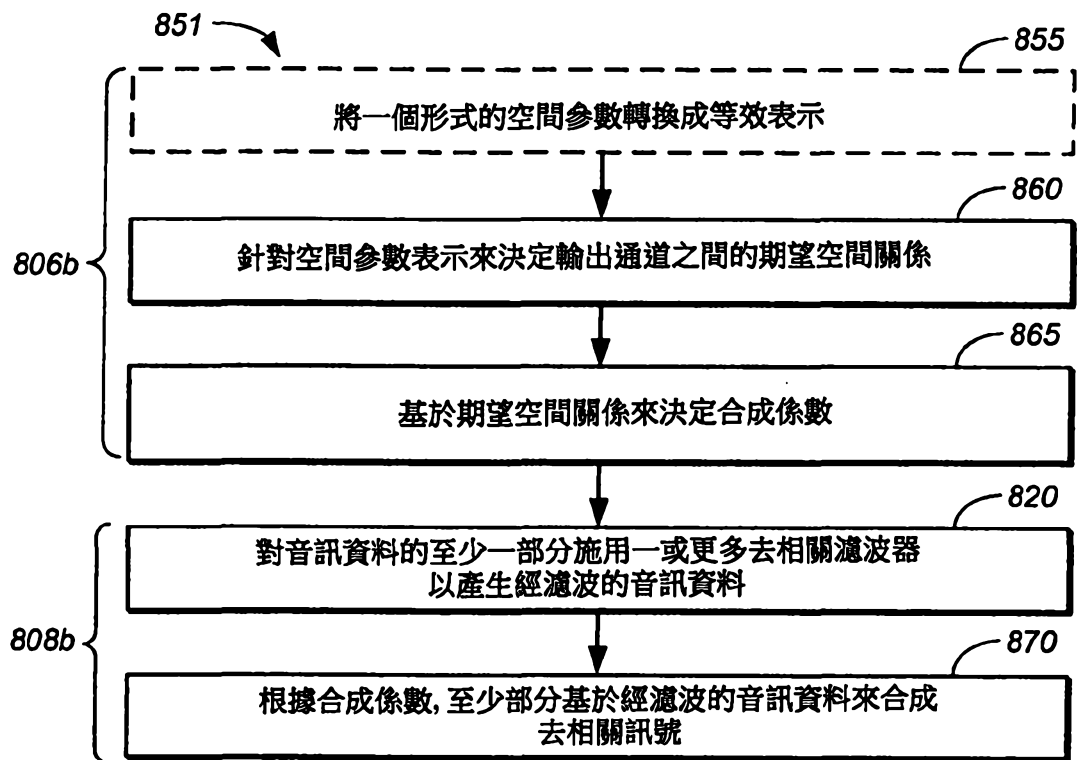 851
855
將一個形式的空間參數轉換成等效表示
860
針對空間參數表示來決定輸出通道之間的期望空間關係
806b
865
基於期望空間關係來決定合成係數
820
對音訊資料的至少一部分施用一或更多去相關濾波器
以產生經濾波的音訊資料
808b
870
根據合成係數, 至少部分基於經濾波的音訊資料來合成
去相關訊號